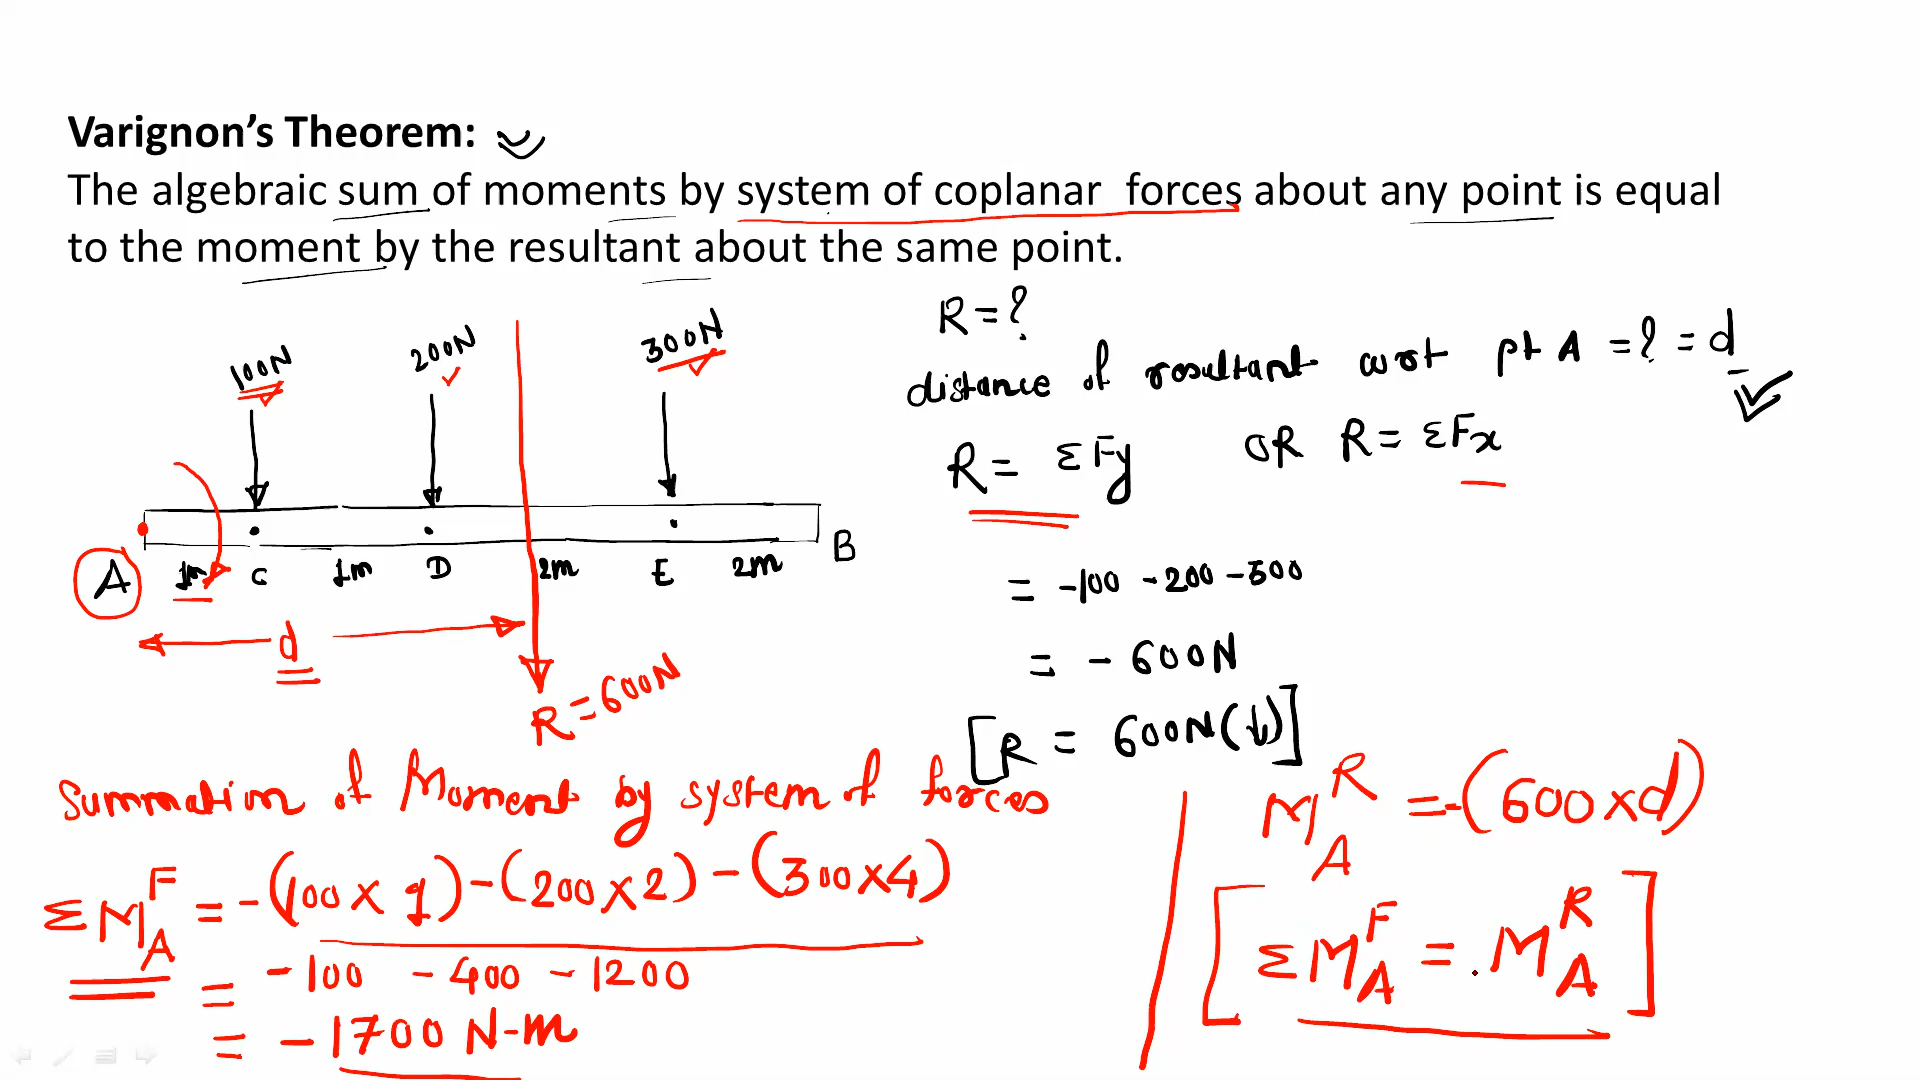 Varignon's Theorem:
The algebraic sum of moments by system of coplanar forces about any point is equal
to the moment by the resultant about the same point.
R = ?
100N 200N 300N
distance of resultant wrt pt A = ? = d
R = ΣFy OR R = ΣFx
A 1m C 1m D 2m E 2m B
= -100 -200 -300
d
= - 600N
R = 600N
[R = 600N(↓)]
Summation of Moment by system of forces
M_A^R = -(600×d)
ΣM_A^F = -(100 × 1) - (200×2) - (300×4)
[ΣM_A^F = M_A^R]
= -100 - 400 - 1200
= - 1700 N-m